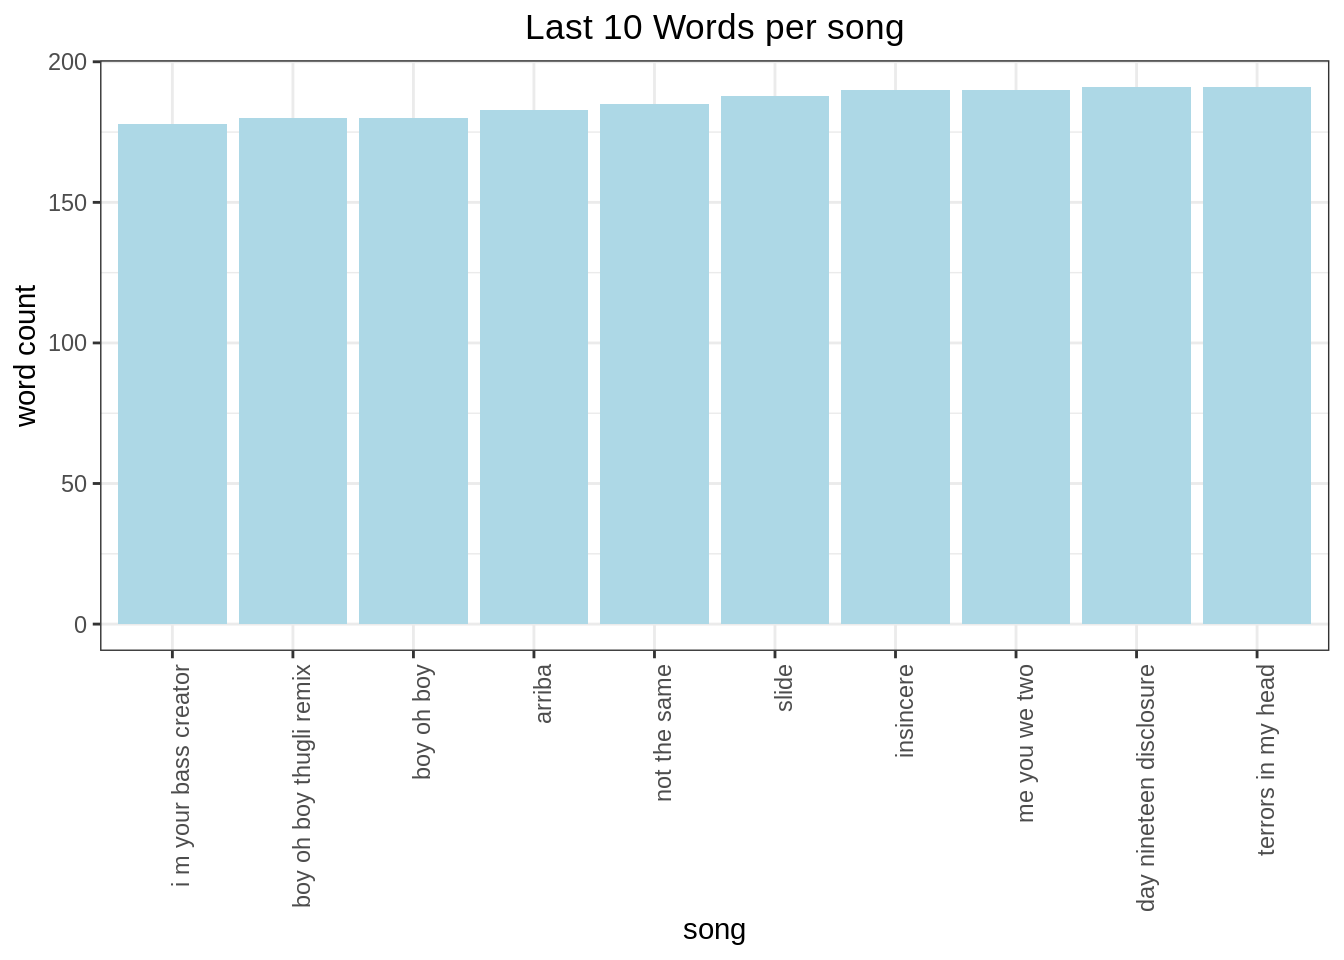 Last 10 Words per song
word count
200
150
100
50
0
i m your bass creator
boy oh boy thugli remix
boy oh boy
arriba
not the same
slide
insincere
me you we two
day nineteen disclosure
terrors in my head
song